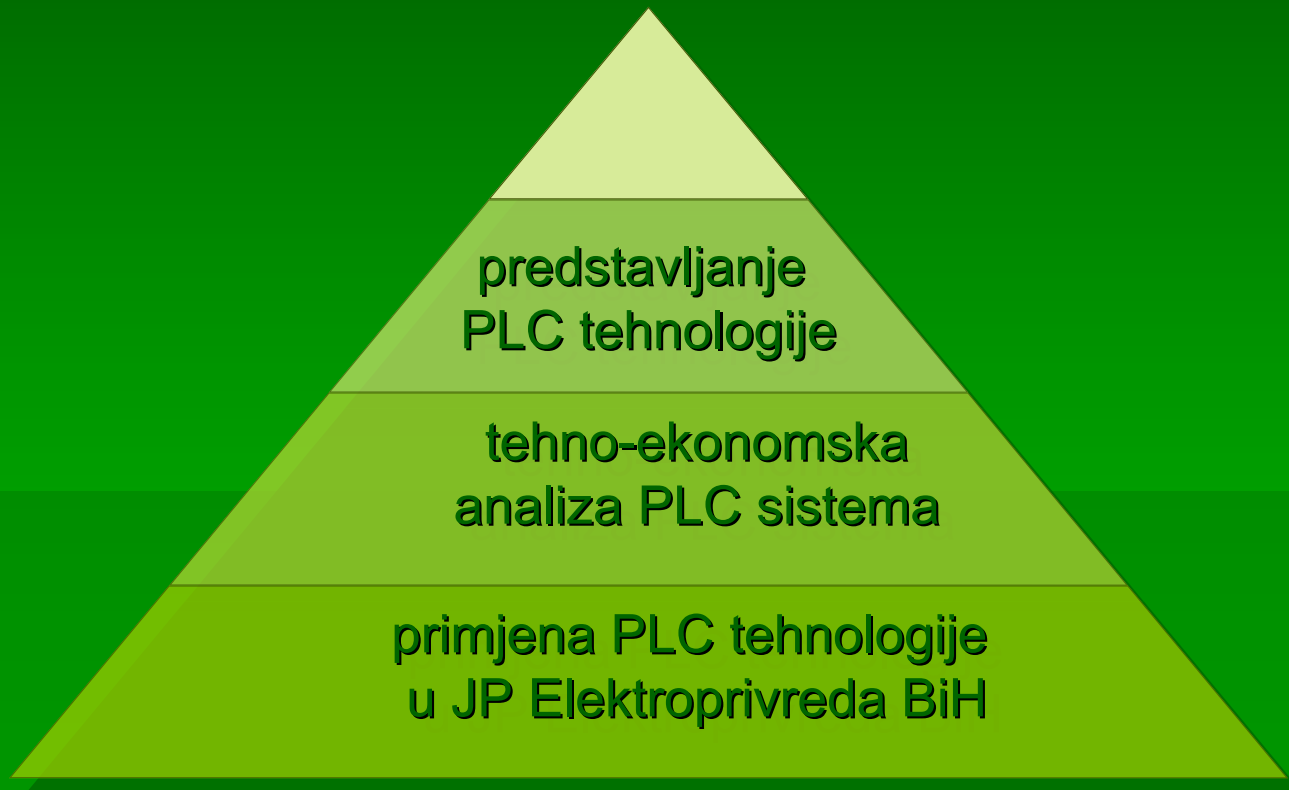 predstavljanje
PLC tehnologije
tehno-ekonomska
analiza PLC sistema
primjena PLC tehnologije
u JP Elektroprivreda BiH